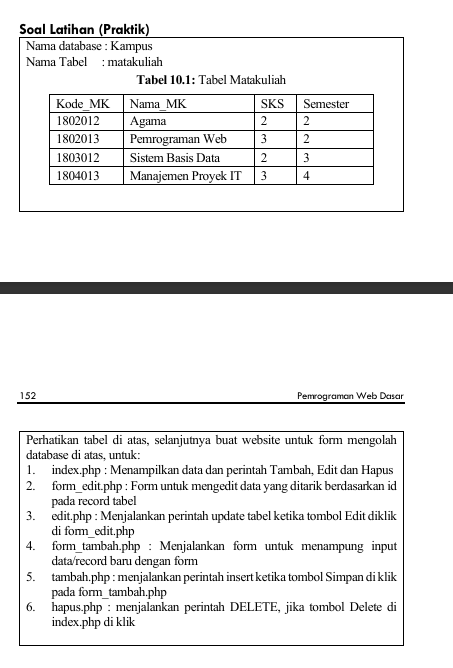 Soal Latihan (Praktik)
Nama database : Kampus
Nama Tabel : matakuliah
Tabel 10.1: Tabel Matakuliah
Kode_MK Nama_MK SKS Semester
1802012 Agama 2 2
1802013 Pemrograman Web 3 2
1803012 Sistem Basis Data 2 3
1804013 Manajemen Proyek IT 3 4
152 Pemrograman Web Dasar
Perhatikan tabel di atas, selanjutnya buat website untuk form mengolah
database di atas, untuk:
1. index.php : Menampilkan data dan perintah Tambah, Edit dan Hapus
2. form_edit.php : Form untuk mengedit data yang ditarik berdasarkan id
pada record tabel
3. edit.php : Menjalankan perintah update tabel ketika tombol Edit diklik
di form_edit.php
4. form_tambah.php : Menjalankan form untuk menampung input
data/record baru dengan form
5. tambah.php : menjalankan perintah insert ketika tombol Simpan di klik
pada form_tambah.php
6. hapus.php : menjalankan perintah DELETE, jika tombol Delete di
index.php di klik